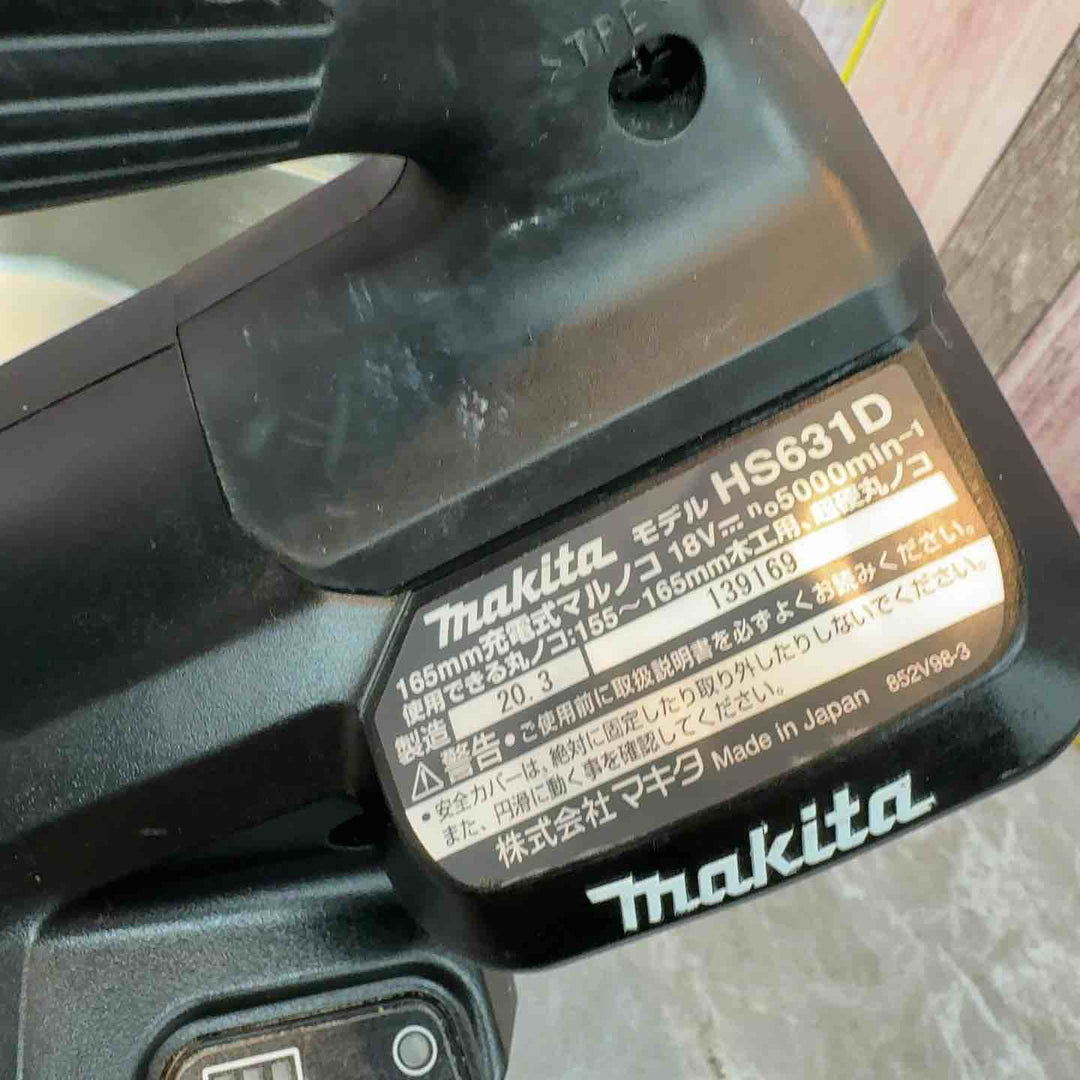 >TPE
makita モデル HS631D
165mm充電式マルノコ 18V n₀5000min⁻¹
使用できる丸ノコ:155〜165mm木工用、超硬丸ノコ
製造 20.3 139169
⚠警告・ご使用前に取扱説明書を必ずよくお読みください。
・安全カバーは、絶対に固定したり取り外したりしないでください。
また、円滑に動く事を確認してください。
株式会社マキタ Made in Japan 852V98-3
makita